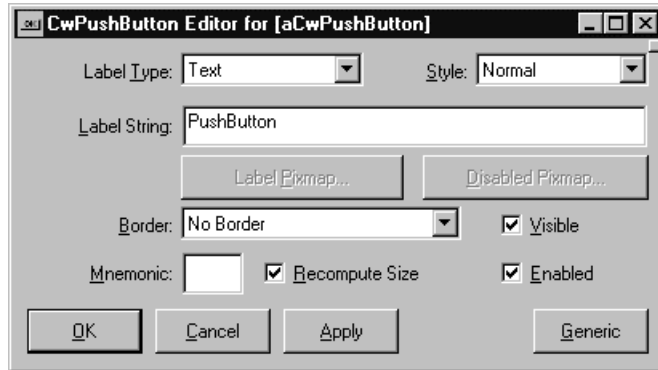 CwPushButton Editor for [aCwPushButton]
Label Type: Text Style: Normal
Label String: PushButton
Label Pixmap... Disabled Pixmap...
Border: No Border Visible
Mnemonic: Recompute Size Enabled
OK Cancel Apply Generic